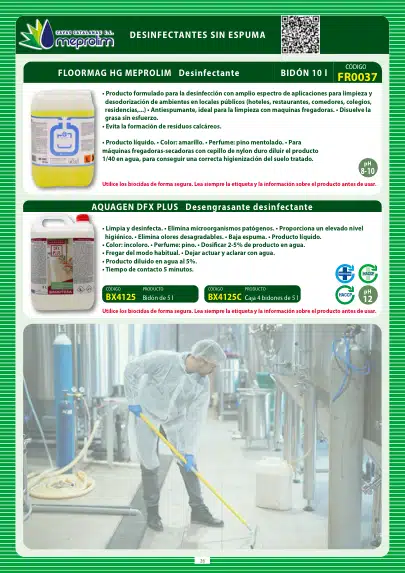 CAYPE CATALANAS S.L.
meprolim
DESINFECTANTES SIN ESPUMA
FLOORMAG HG MEPROLIM Desinfectante
BIDÓN 10 l
CÓDIGO
FR0037
• Producto formulado para la desinfección con amplio espectro de aplicaciones para limpieza y
desodorización de ambientes en locales públicos (hoteles, restaurantes, comedores, colegios,
residencias,...) • Antiespumante, ideal para la limpieza con maquinas fregadoras. • Disuelve la
grasa sin esfuerzo.
• Evita la formación de residuos calcáreos.
• Producto líquido. • Color: amarillo. • Perfume: pino mentolado. • Para
máquinas fregadoras-secadoras con capillo de nylon duro diluir el producto
1/40 en agua, para conseguir una correcta higienización del suelo tratado.
pH
8-10
Utilice los biocidas de forma segura. Lea siempre la etiqueta y la información sobre el producto antes de usar.
AQUAGEN DFX PLUS Desengrasante desinfectante
• Limpia y desinfecta. • Elimina microorganismos patógenos. • Proporciona un elevado nivel
higiénico. • Elimina olores desagradables. • Baja espuma. • Producto líquido.
• Color: incoloro. • Perfume: pino. • Dosificar 2-5% de producto en agua.
• Fregar del modo habitual. • Dejar actuar y aclarar con agua.
• Producto diluido en agua al 5%.
• Tiempo de contacto 5 minutos.
CÓDIGO
PRODUCTO
BX4125
Bidón de 5 l
CÓDIGO
PRODUCTO
BX4125C
Caja 4 bidones de 5 l
HACCP
HACCP
pH
12
Utilice los biocidas de forma segura. Lea siempre la etiqueta y la información sobre el producto antes de usar.